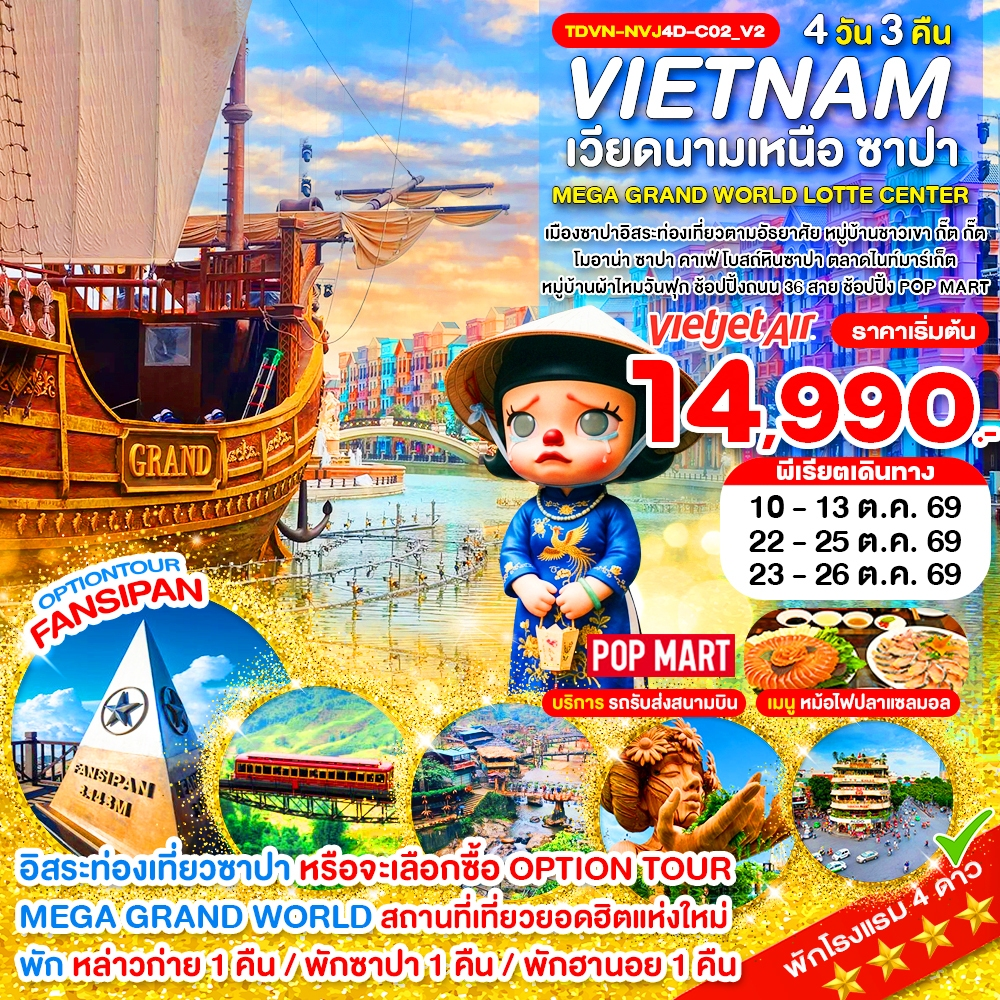 TDVN-NVJ4D-C02_V2
4 วัน 3 คืน
VIETNAM
เวียดนามเหนือ ซาปา
MEGA GRAND WORLD LOTTE CENTER
เมืองซาปาอิสระท่องเที่ยวตามอัธยาศัย หมู่บ้านชาวเขา กั๊ต กั๊ต
โมอาน่า ซาปา คาเฟ่ โบสถ์หินซาปา ตลาดไนท์มาร์เก็ต
หมู่บ้านผ้าไหมวันฟุก ช้อปปิ้งถนน 36 สาย ช้อปปิ้ง POP MART
vietjet Air
ราคาเริ่มต้น
14,990.-
พีเรียตเดินทาง
10 - 13 ต.ค. 69
22 - 25 ต.ค. 69
23 - 26 ต.ค. 69
GRAND
OPTIONTOUR
FANSIPAN
POP MART
บริการ รถรับส่งสนามบิน
เมนู หม้อไฟปลาแซลมอล
FANSIPAN
3.143M
อิสระท่องเที่ยวซาปา หรือจะเลือกซื้อ OPTION TOUR
MEGA GRAND WORLD สถานที่เที่ยวยอดฮิตแห่งใหม่
พัก หล่าวก่าย 1 คืน / พักซาปา 1 คืน / พักฮานอย 1 คืน
พักโรงแรม 4 ดาว